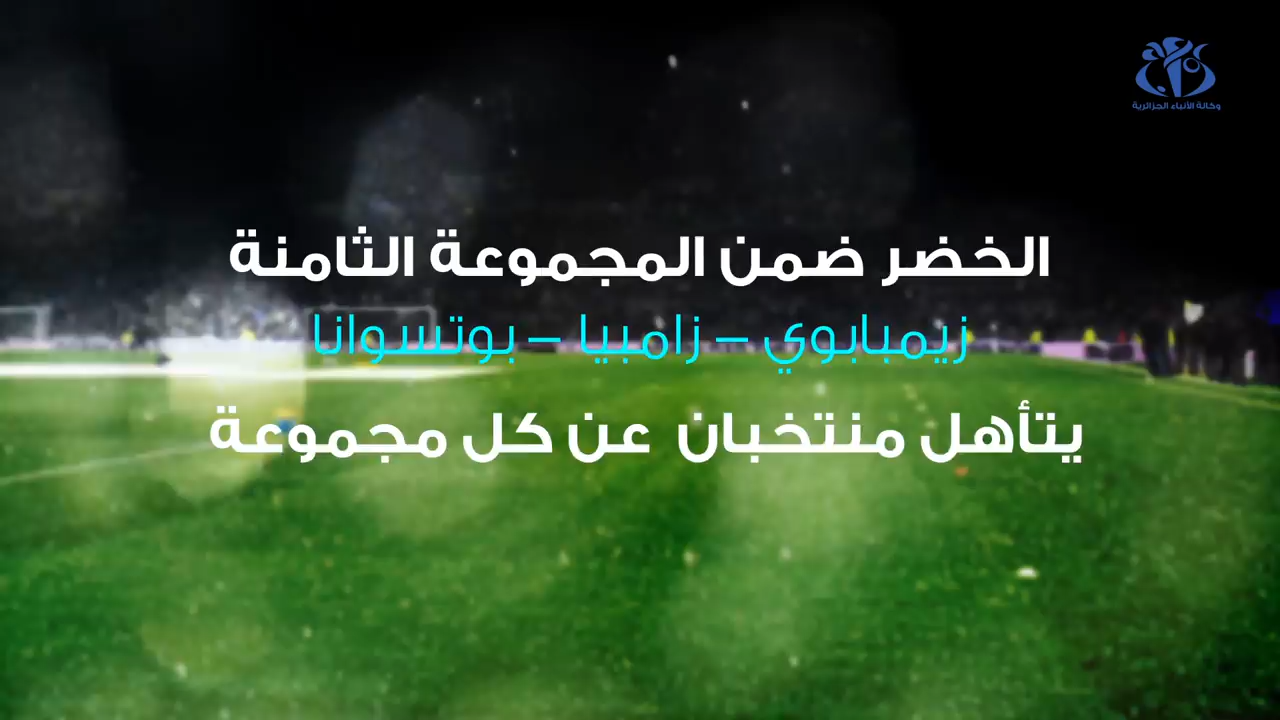 وكالة الأنباء الجزائرية
الخضر ضمن المجموعة الثامنة
زيمبابوي – زامبيا – بوتسوانا
يتأهل منتخبان عن كل مجموعة